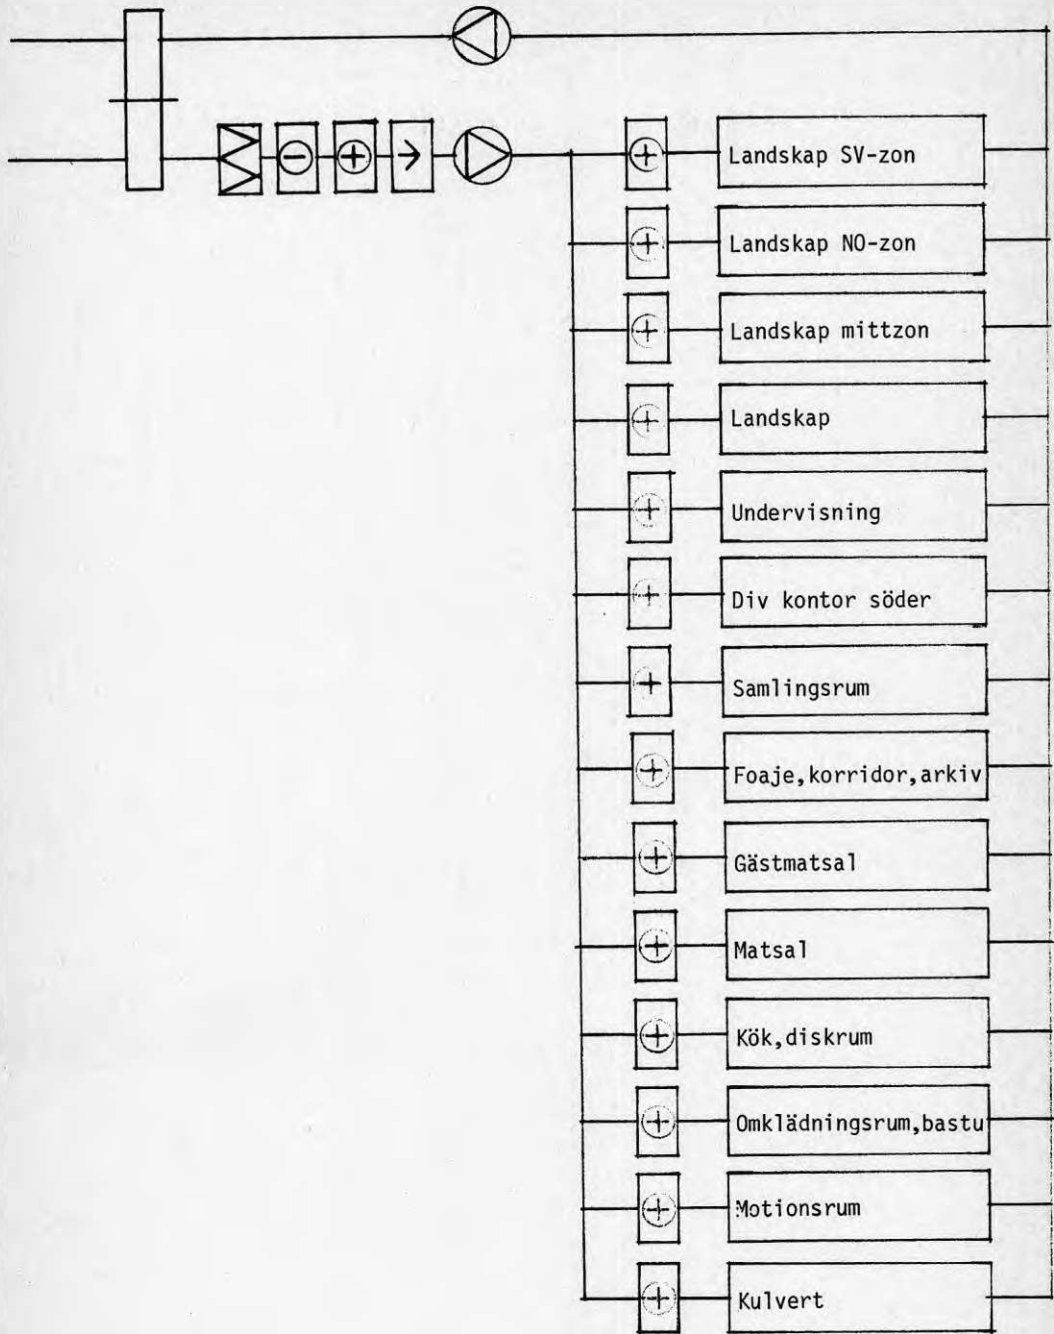 Landskap SV-zon
Landskap NO-zon
Landskap mittzon
Landskap
Undervisning
Div kontor söder
Samlingsrum
Foaje,korridor,arkiv
Gästmatsal
Matsal
Kök,diskrum
Omklädningsrum,bastu
Motionsrum
Kulvert